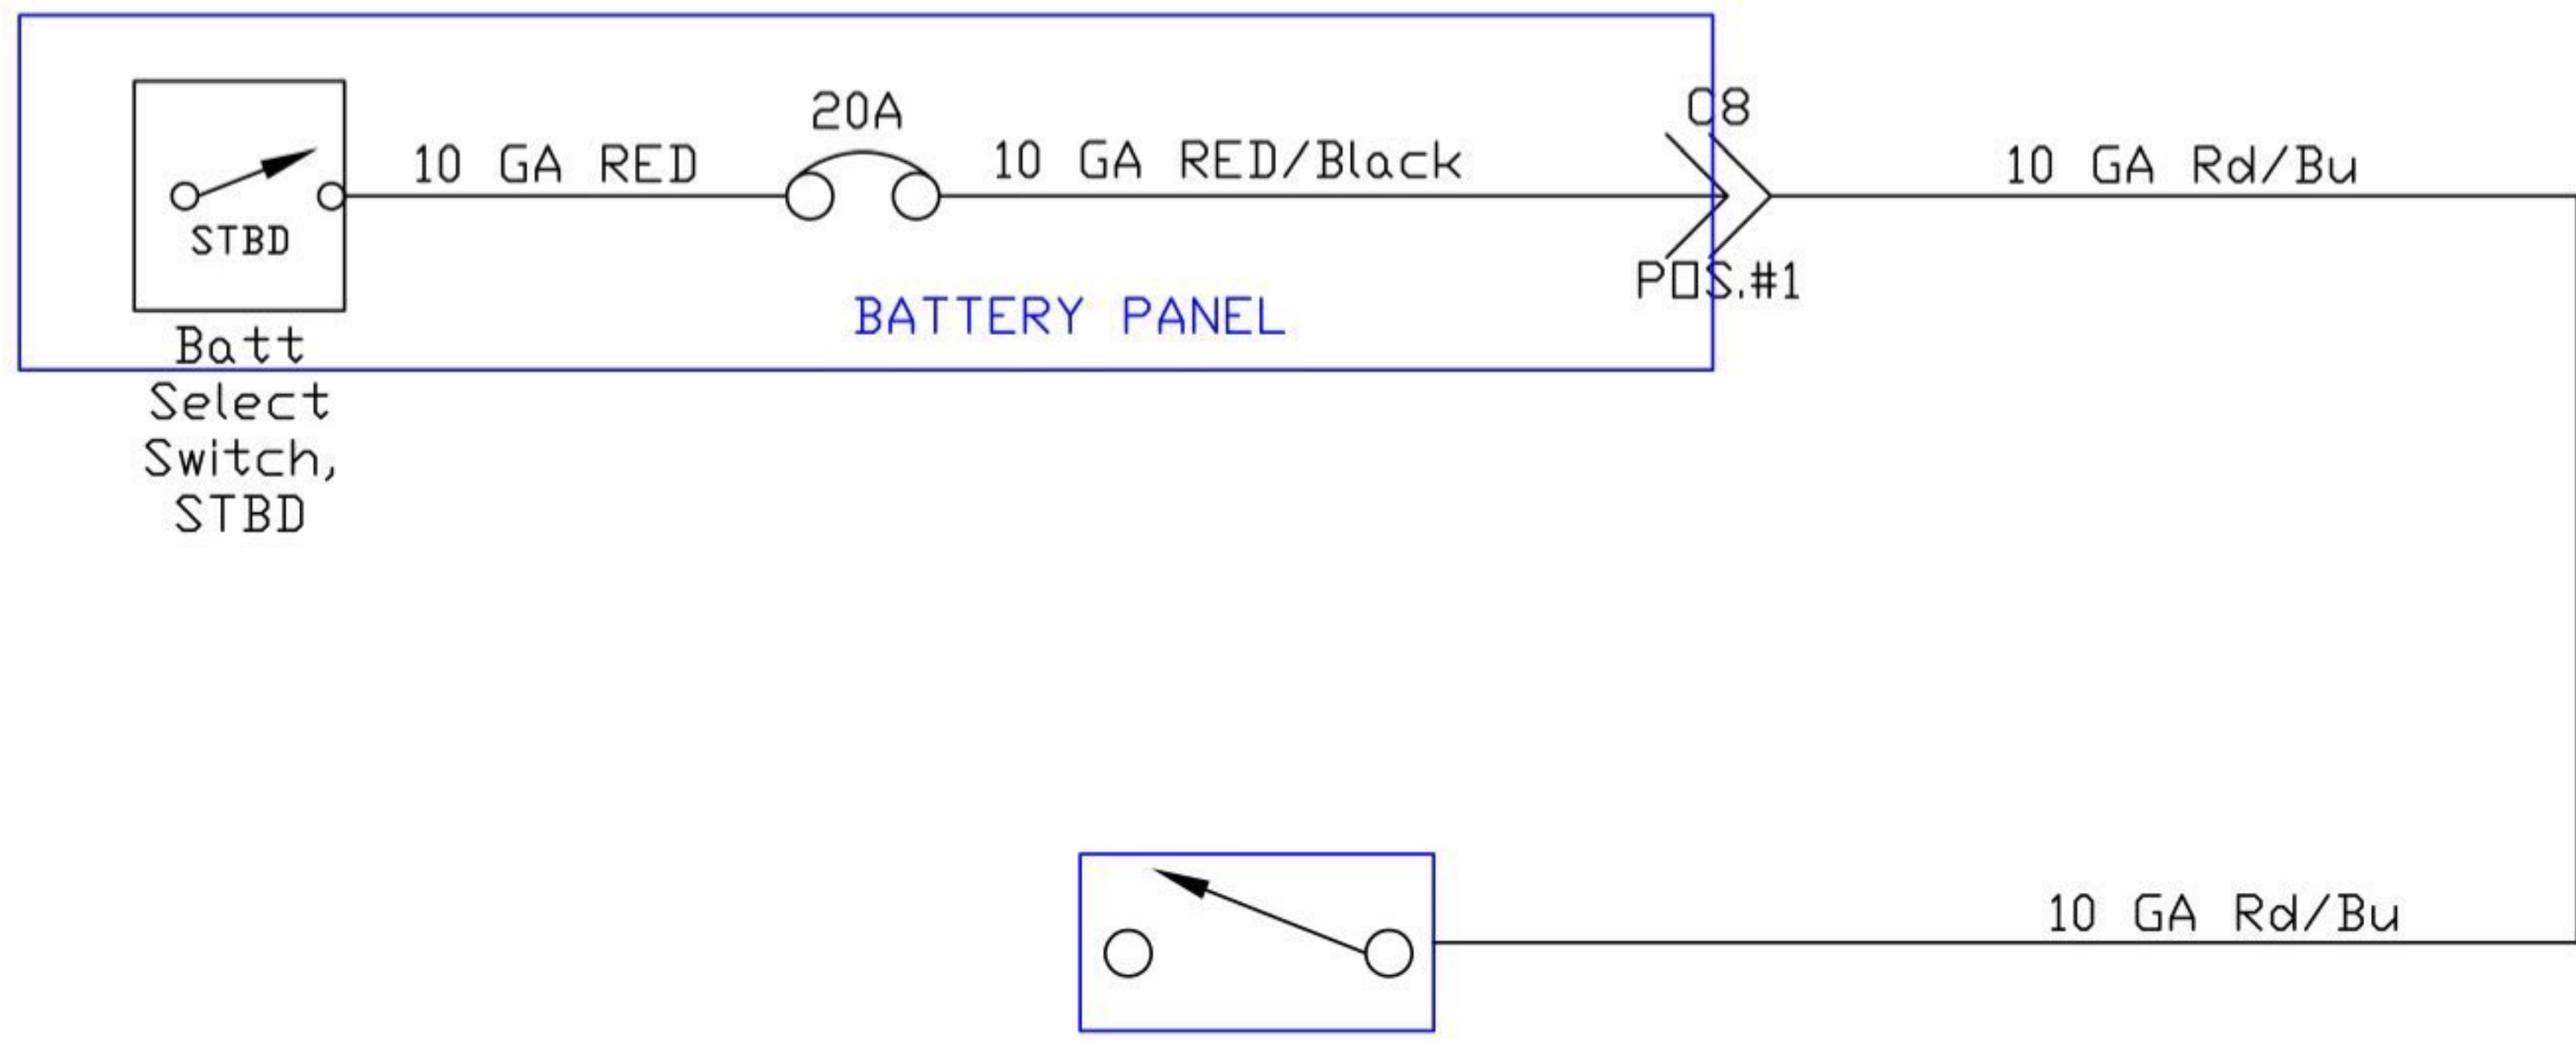 20A
C8
10 GA RED
10 GA RED/Black
10 GA Rd/Bu
STBD
POS.#1
BATTERY PANEL
Batt
Select
Switch,
STBD
10 GA Rd/Bu